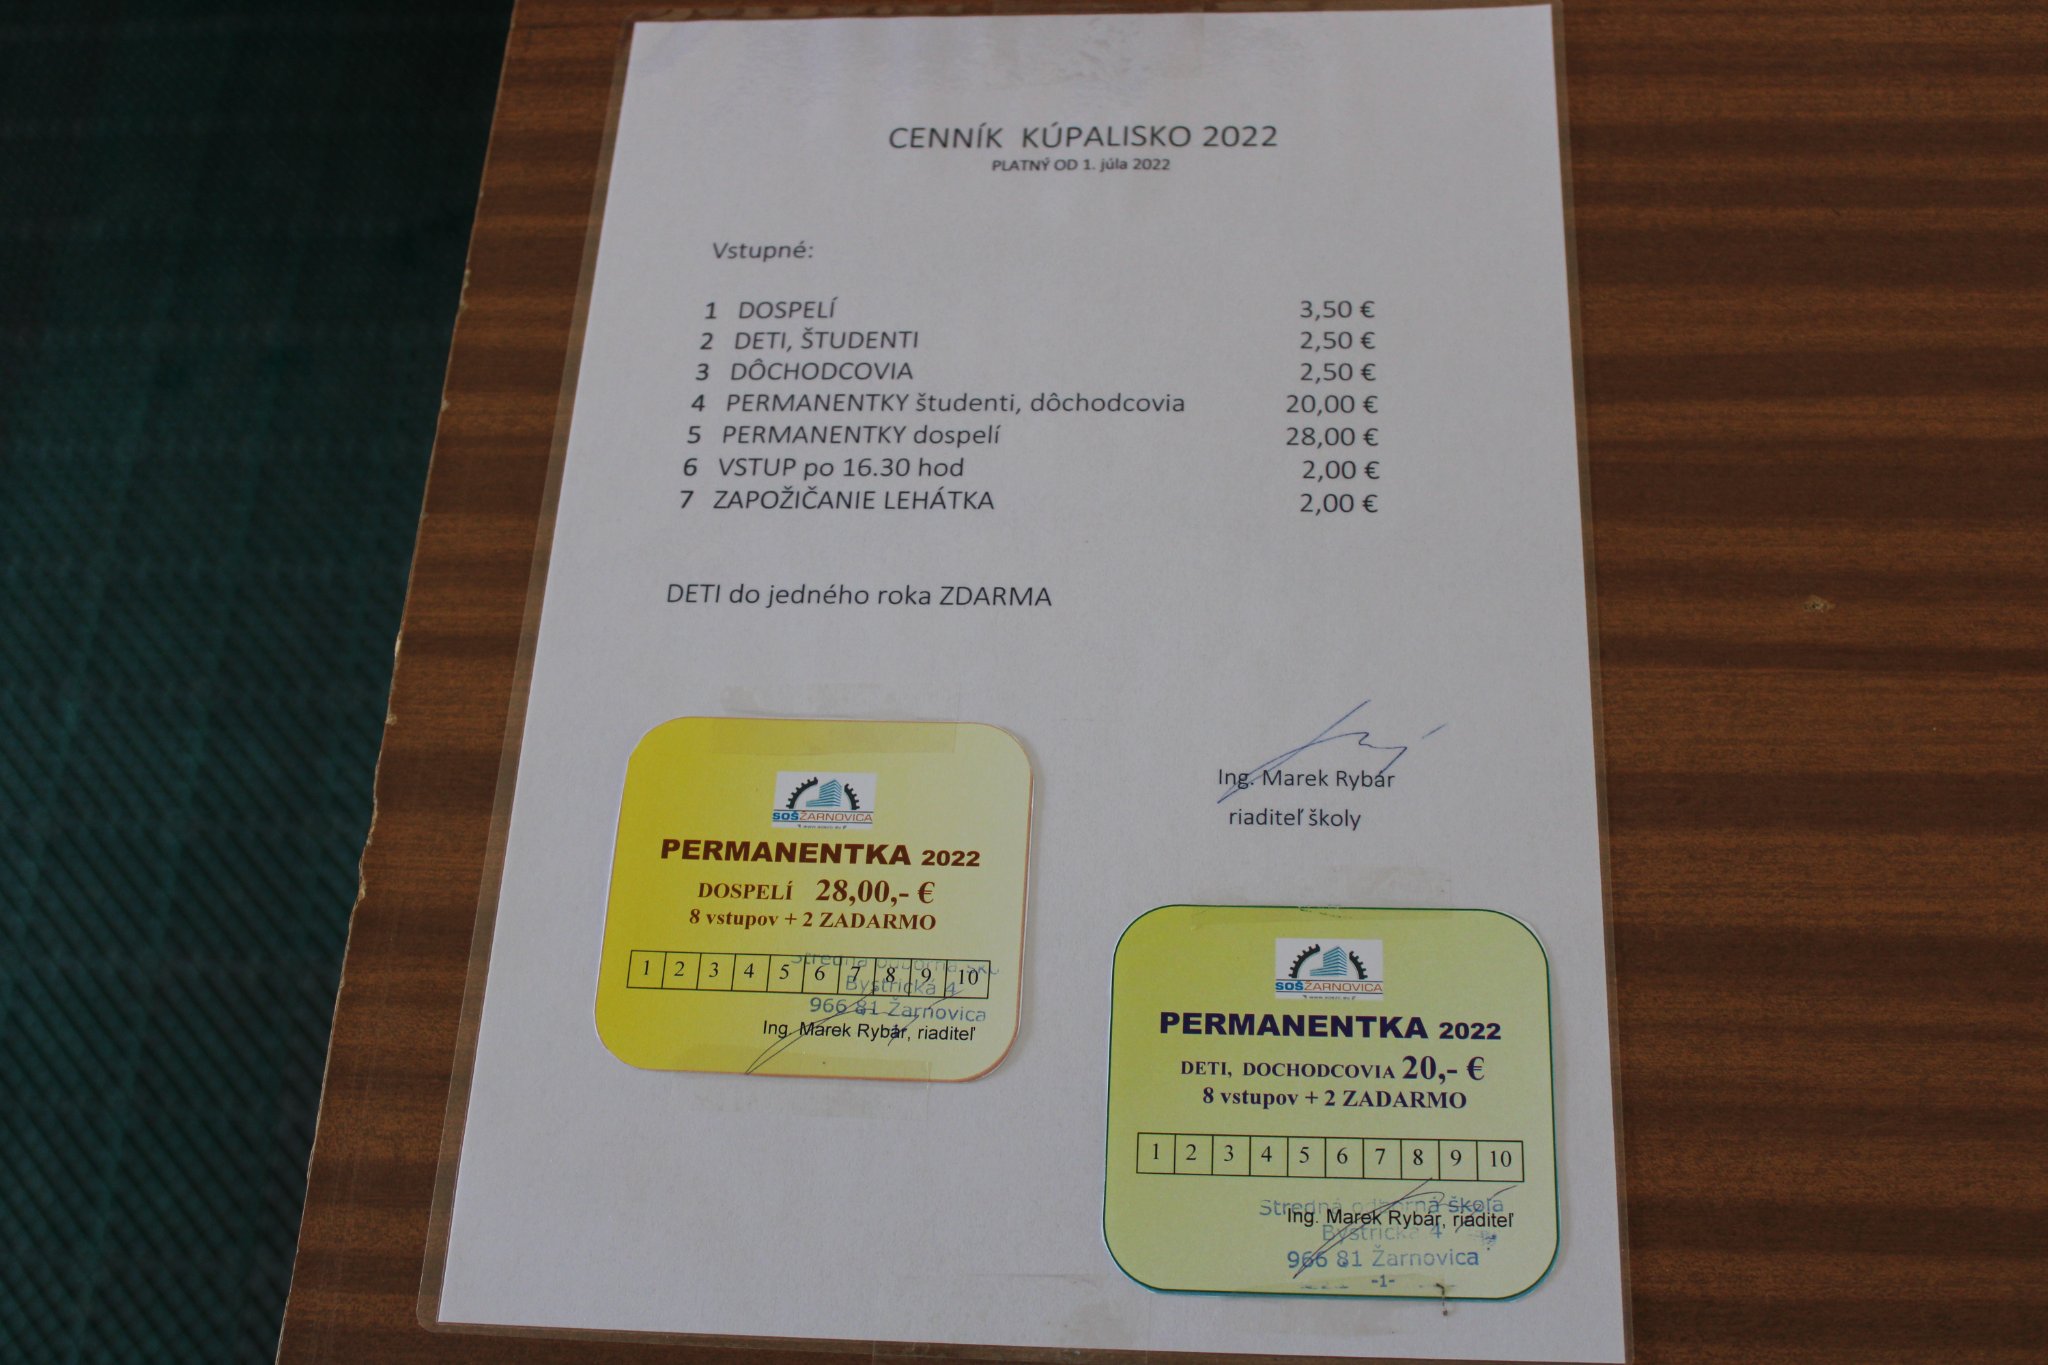 CENNÍK KÚPALISKO 2022
PLATNÝ OD 1. júla 2022
Vstupné:
1 DOSPELÍ 3,50 €
2 DETI, ŠTUDENTI 2,50 €
3 DÔCHODCOVIA 2,50 €
4 PERMANENTKY študenti, dôchodcovia 20,00 €
5 PERMANENTKY dospelí 28,00 €
6 VSTUP po 16.30 hod 2,00 €
7 ZAPOŽIČANIE LEHÁTKA 2,00 €
DETI do jedného roka ZDARMA
Ing. Marek Rybár
riaditeľ školy
SOŠŽARNOVICA
PERMANENTKA 2022
DOSPELÍ 28,00,- €
8 vstupov + 2 ZADARMO
1 2 3 4 5 6 7 8 9 10
Stredná odborná
Bystrická 4
966 81 Žarnovica
Ing. Marek Rybár, riaditeľ
SOŠŽARNOVICA
PERMANENTKA 2022
DETI, DOCHODCOVIA 20,- €
8 vstupov + 2 ZADARMO
1 2 3 4 5 6 7 8 9 10
Stredná odborná škola
Ing. Marek Rybár, riaditeľ
Bystrická 4
966 81 Žarnovica
-1-